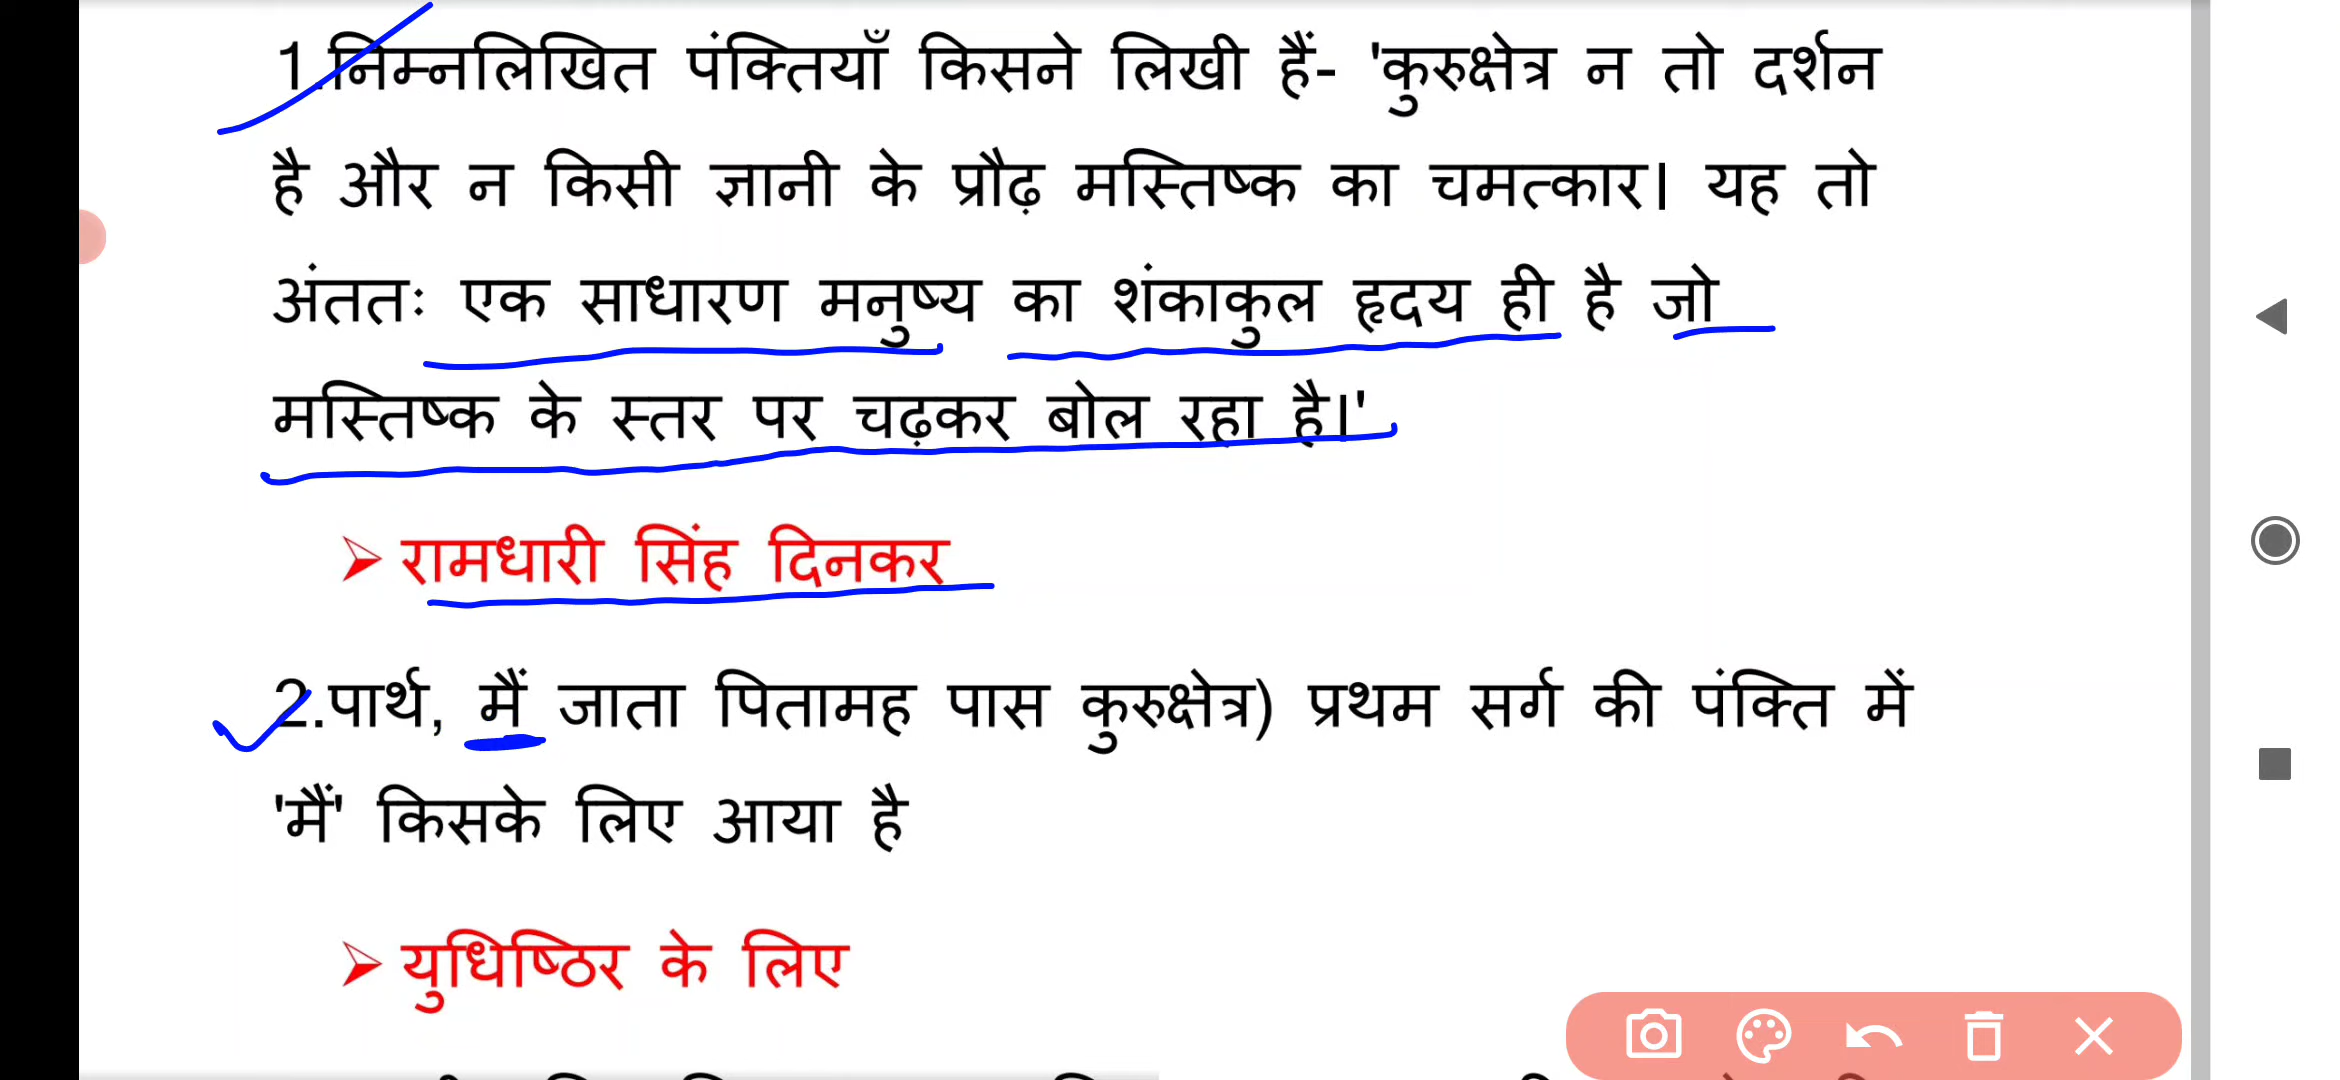 1.निम्नलिखित पंक्तियाँ किसने लिखी हैं- 'कुरुक्षेत्र न तो दर्शन
है और न किसी ज्ञानी के प्रौढ़ मस्तिष्क का चमत्कार। यह तो
अंततः एक साधारण मनुष्य का शंकाकुल हृदय ही है जो
मस्तिष्क के स्तर पर चढ़कर बोल रहा है।'
➢ रामधारी सिंह दिनकर
2.पार्थ, मैं जाता पितामह पास कुरुक्षेत्र) प्रथम सर्ग की पंक्ति में
'मैं' किसके लिए आया है
➢ युधिष्ठिर के लिए